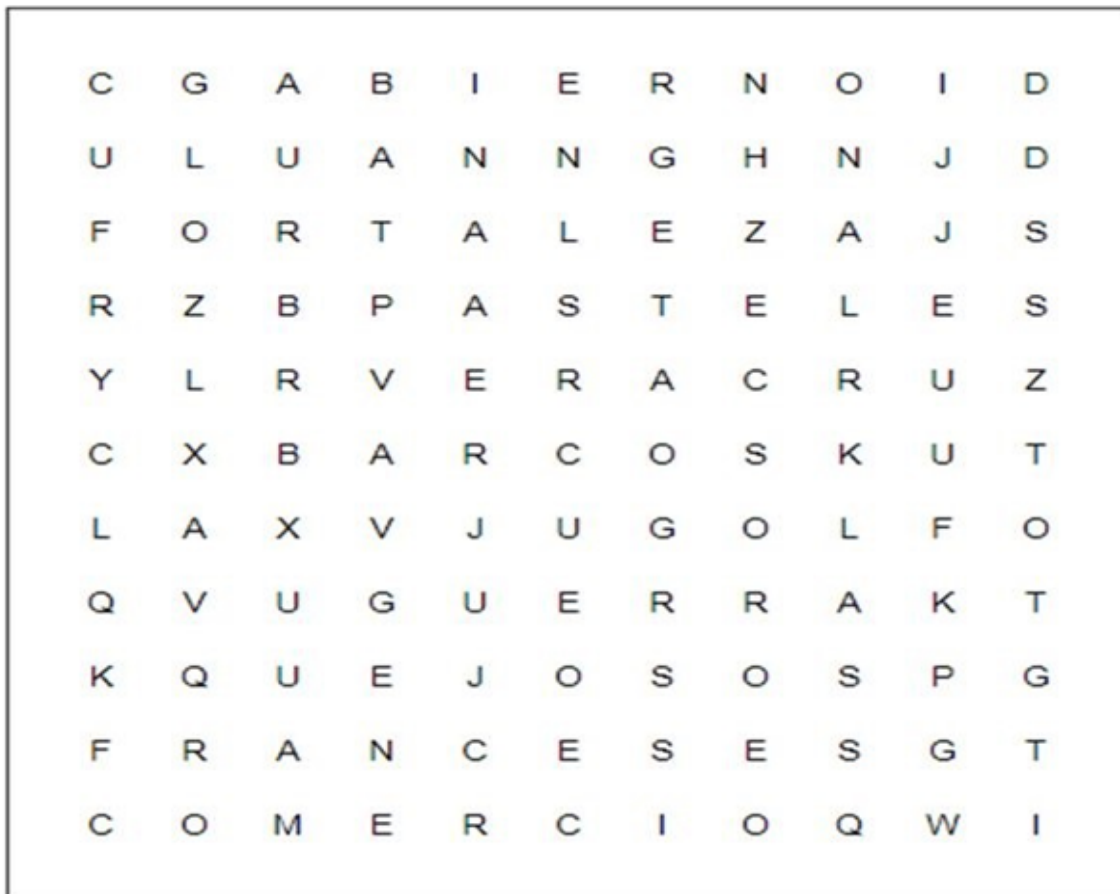 C G A B I E R N O I D
U L U A N N G H N J D
F O R T A L E Z A J S
R Z B P A S T E L E S
Y L R V E R A C R U Z
C X B A R C O S K U T
L A X V J U G O L F O
Q V U G U E R R A K T
K Q U E J O S O S P G
F R A N C E S E S G T
C O M E R C I O Q W I